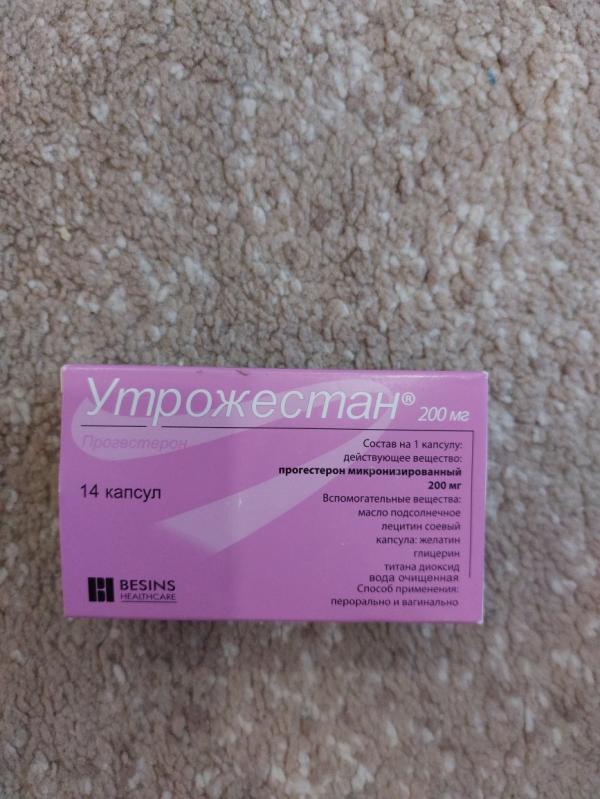 Утрожестан® 200 мг
Прогестерон
14 капсул
Состав на 1 капсулу:
действующее вещество:
прогестерон микронизированный
200 мг
Вспомогательные вещества:
масло подсолнечное
лецитин соевый
капсула: желатин
глицерин
титана диоксид
вода очищенная
Способ применения:
перорально и вагинально
BESINS
HEALTHCARE